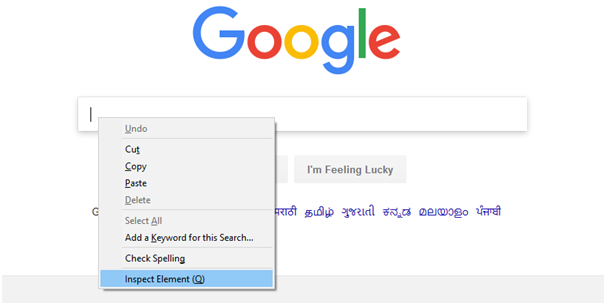 Google
Undo
Cut
Copy
Paste
Delete
Select All
Add a Keyword for this Search...
Check Spelling
Inspect Element (Q)
I'm Feeling Lucky
தமிழ் ગુજરાતી ಕನ್ನಡ മലയാളം ਪੰਜਾਬੀ